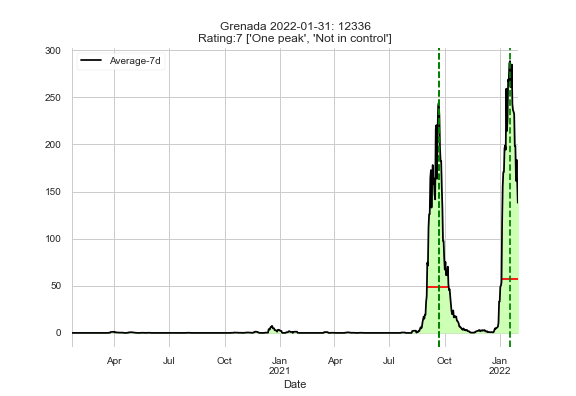 Grenada 2022-01-31: 12336
Rating:7 ['One peak', 'Not in control']
Average-7d
300
250
200
150
100
50
0
Apr Jul Oct Jan Apr Jul Oct Jan
2021 2022
Date